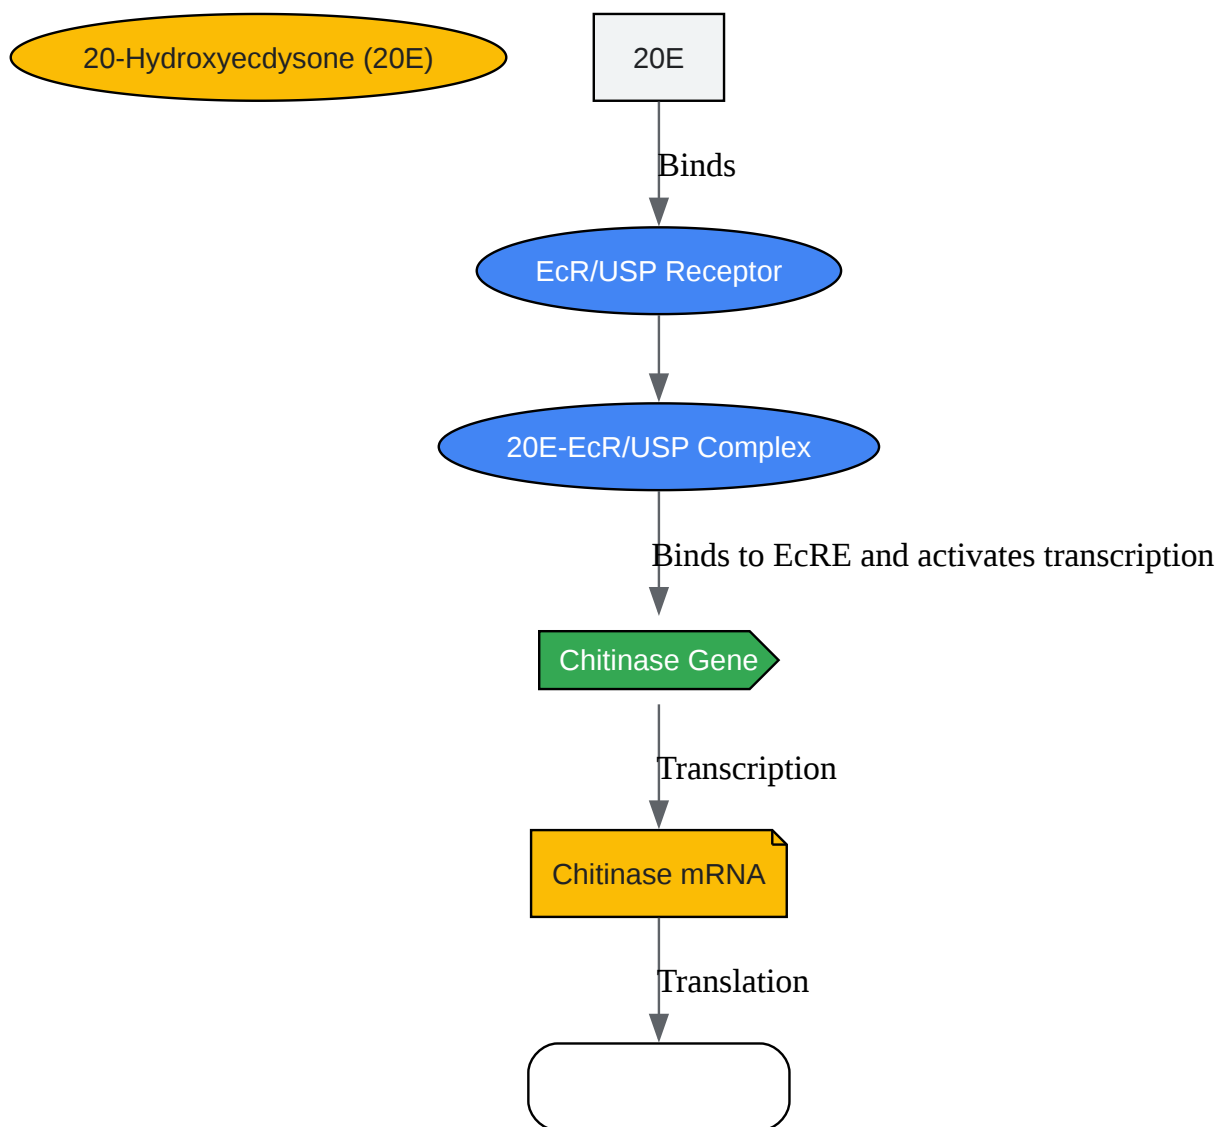 20-Hydroxyecdysone (20E)
20E
Binds
EcR/USP Receptor
20E-EcR/USP Complex
Binds to EcRE and activates transcription
Chitinase Gene
Transcription
Chitinase mRNA
Translation